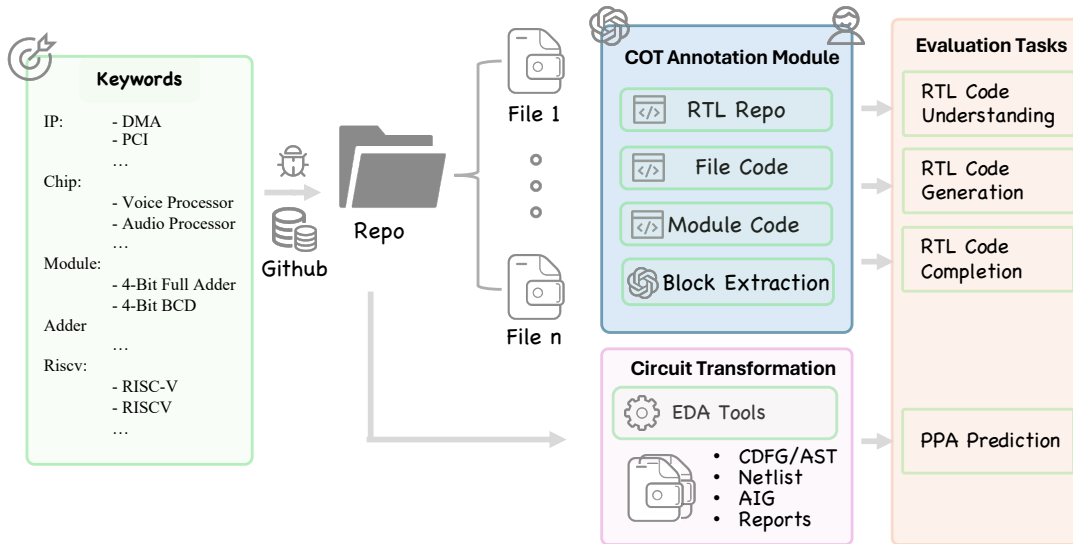 Keywords
IP: - DMA
- PCI
…
Chip:
- Voice Processor
- Audio Processor
…
Module:
- 4-Bit Full Adder
- 4-Bit BCD
Adder
…
Riscv:
- RISC-V
- RISCV
…
Github
Repo
File 1
File n
COT Annotation Module
</> RTL Repo
</> File Code
</> Module Code
Block Extraction
Circuit Transformation
EDA Tools
• CDFG/AST
• Netlist
• AIG
• Reports
Evaluation Tasks
RTL Code
Understanding
RTL Code
Generation
RTL Code
Completion
PPA Prediction